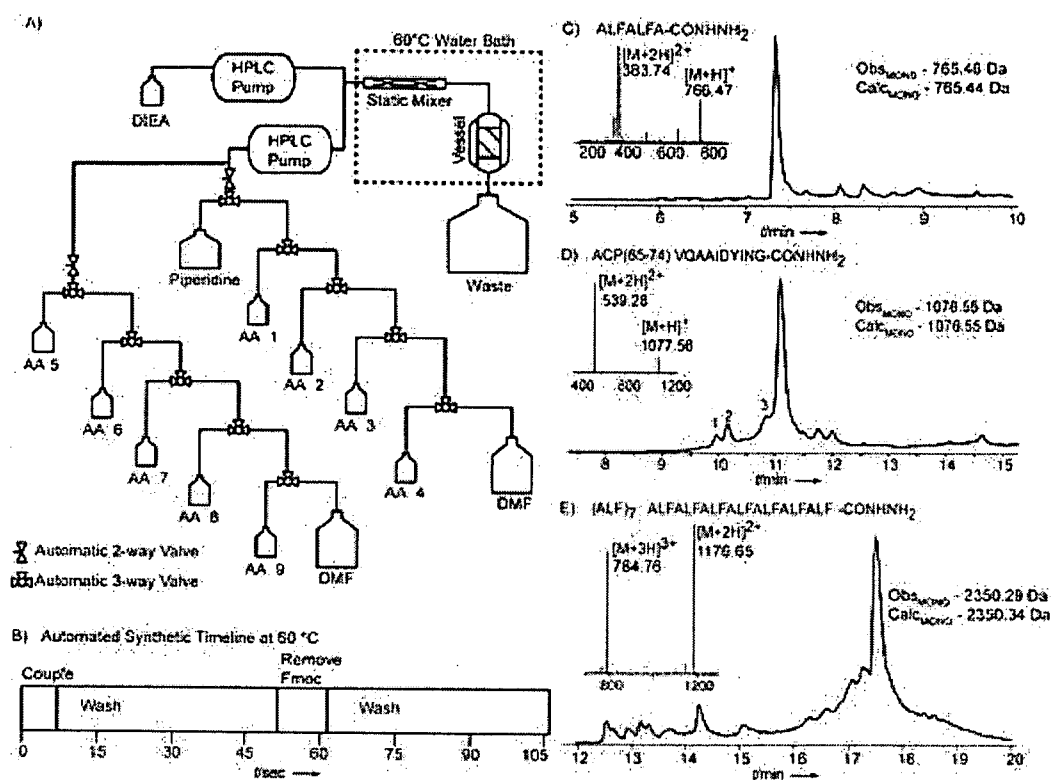 A)
60°C Water Bath
HPLC Pump
DIEA
Static Mixer
HPLC Pump
Vessel
Waste
Piperidine
AA 1
AA 2
AA 3
AA 4
DMF
AA 5
AA 6
AA 7
AA 8
AA 9
DMF
Automatic 2-way Valve
Automatic 3-way Valve
B) Automated Synthetic Timeline at 60 °C
Couple
Wash
Remove Fmoc
Wash
0 15 30 45 60 75 90 105
t/sec
C) ALFALFA-CONHNH2
[M+2H]2+
383.74
[M+H]+
766.47
200 400 600 800
ObsMONO - 765.46 Da
CalcMONO - 765.44 Da
5 6 7 8 9 10
t/min
D) ACP(65-74) VQAAIDYING-CONHNH2
[M+2H]2+
539.28
[M+H]+
1077.56
400 800 1200
ObsMONO - 1076.55 Da
CalcMONO - 1076.55 Da
1 2 3
8 9 10 11 12 13 14 15
t/min
E) (ALF)7 ALFALFALFALFALFALFALF-CONHNH2
[M+3H]3+
784.76
[M+2H]2+
1176.65
800 1200
ObsMONO - 2350.29 Da
CalcMONO - 2350.34 Da
12 13 14 15 16 17 18 19 20
t/min